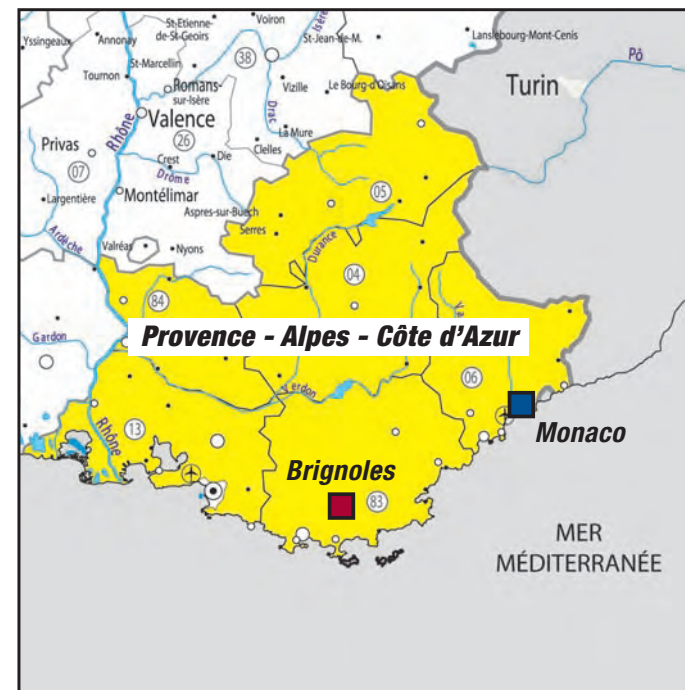 St-Etienne-
de-St-Geoirs
Voiron
Isère
Yssingeaux
Annonay
St-Jean-de-M.
Lanslebourg-Mont-Cenis
St-Marcellin
38
Pô
Tournon
Romans-
sur-Isère
Vizille
Le Bourg-d'Oisans
Turin
Drac
Rhône
Valence
La Mure
Privas
26
Clelles
Crest
Die
07
Drôme
05
Largentière
Montélimar
Aspres-sur-Buëch
Serres
Ardèche
Valréas
Nyons
Durance
04
84
Va
Gardon
Provence - Alpes - Côte d'Azur
Verdon
06
13
Rhône
Monaco
Brignoles
83
MER
MÉDITERRANÉE